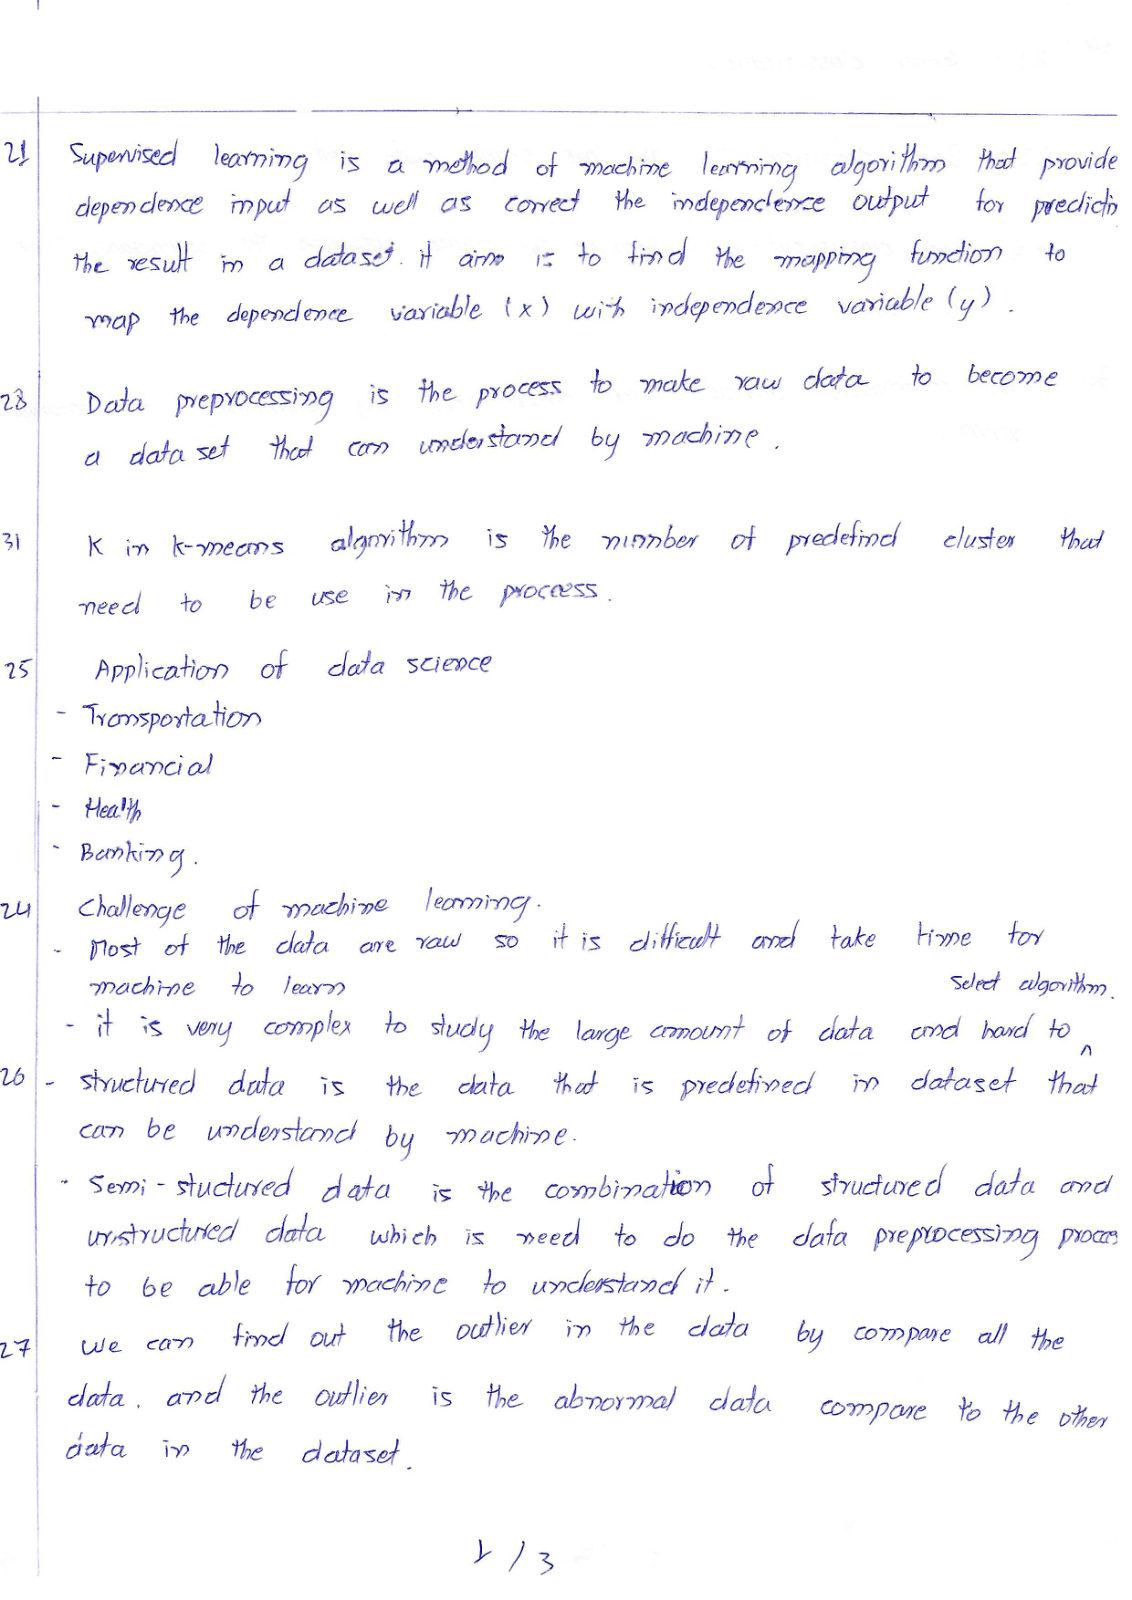 21 Supervised learning is a method of machine learning algorithm that provide
dependence input as well as correct the independence output for predictin
the result in a dataset. it aim is to find the mapping function to
map the dependence variable (x) with independence variable (y).
28 Data preprocessing is the process to make raw data to become
a data set that can understand by machine.
31 K in k-means algorithm is the number of predefind cluster that
need to be use in the proccess.
25 Application of data science
- Transportation
- Financial
- Health
- Banking.
24 Challenge of machine learning.
- Most of the data are raw so it is difficult and take time for
machine to learn
select algorithm.
- it is very complex to study the large amount of data and hard to ^
26 - structured data is the data that is predefined in dataset that
can be understand by machine.
- Semi-stuctured data is the combination of structured data and
unstructured data which is need to do the data preprocessing proces
to be able for machine to understand it.
27 we can find out the outlier in the data by compare all the
data. and the outlier is the abnormal data compare to the other
data in the dataset.
1/3